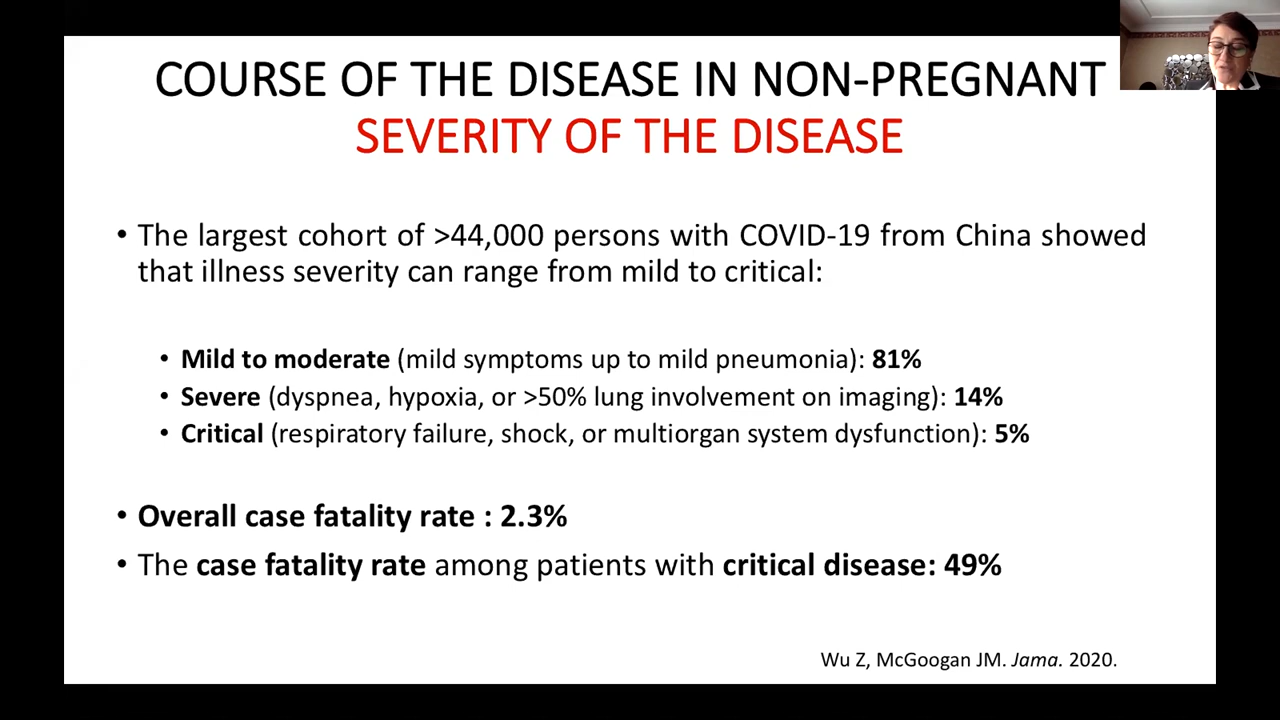 COURSE OF THE DISEASE IN NON-PREGNANT
SEVERITY OF THE DISEASE
• The largest cohort of >44,000 persons with COVID-19 from China showed
that illness severity can range from mild to critical:
• Mild to moderate (mild symptoms up to mild pneumonia): 81%
• Severe (dyspnea, hypoxia, or >50% lung involvement on imaging): 14%
• Critical (respiratory failure, shock, or multiorgan system dysfunction): 5%
• Overall case fatality rate : 2.3%
• The case fatality rate among patients with critical disease: 49%
Wu Z, McGoogan JM. Jama. 2020.